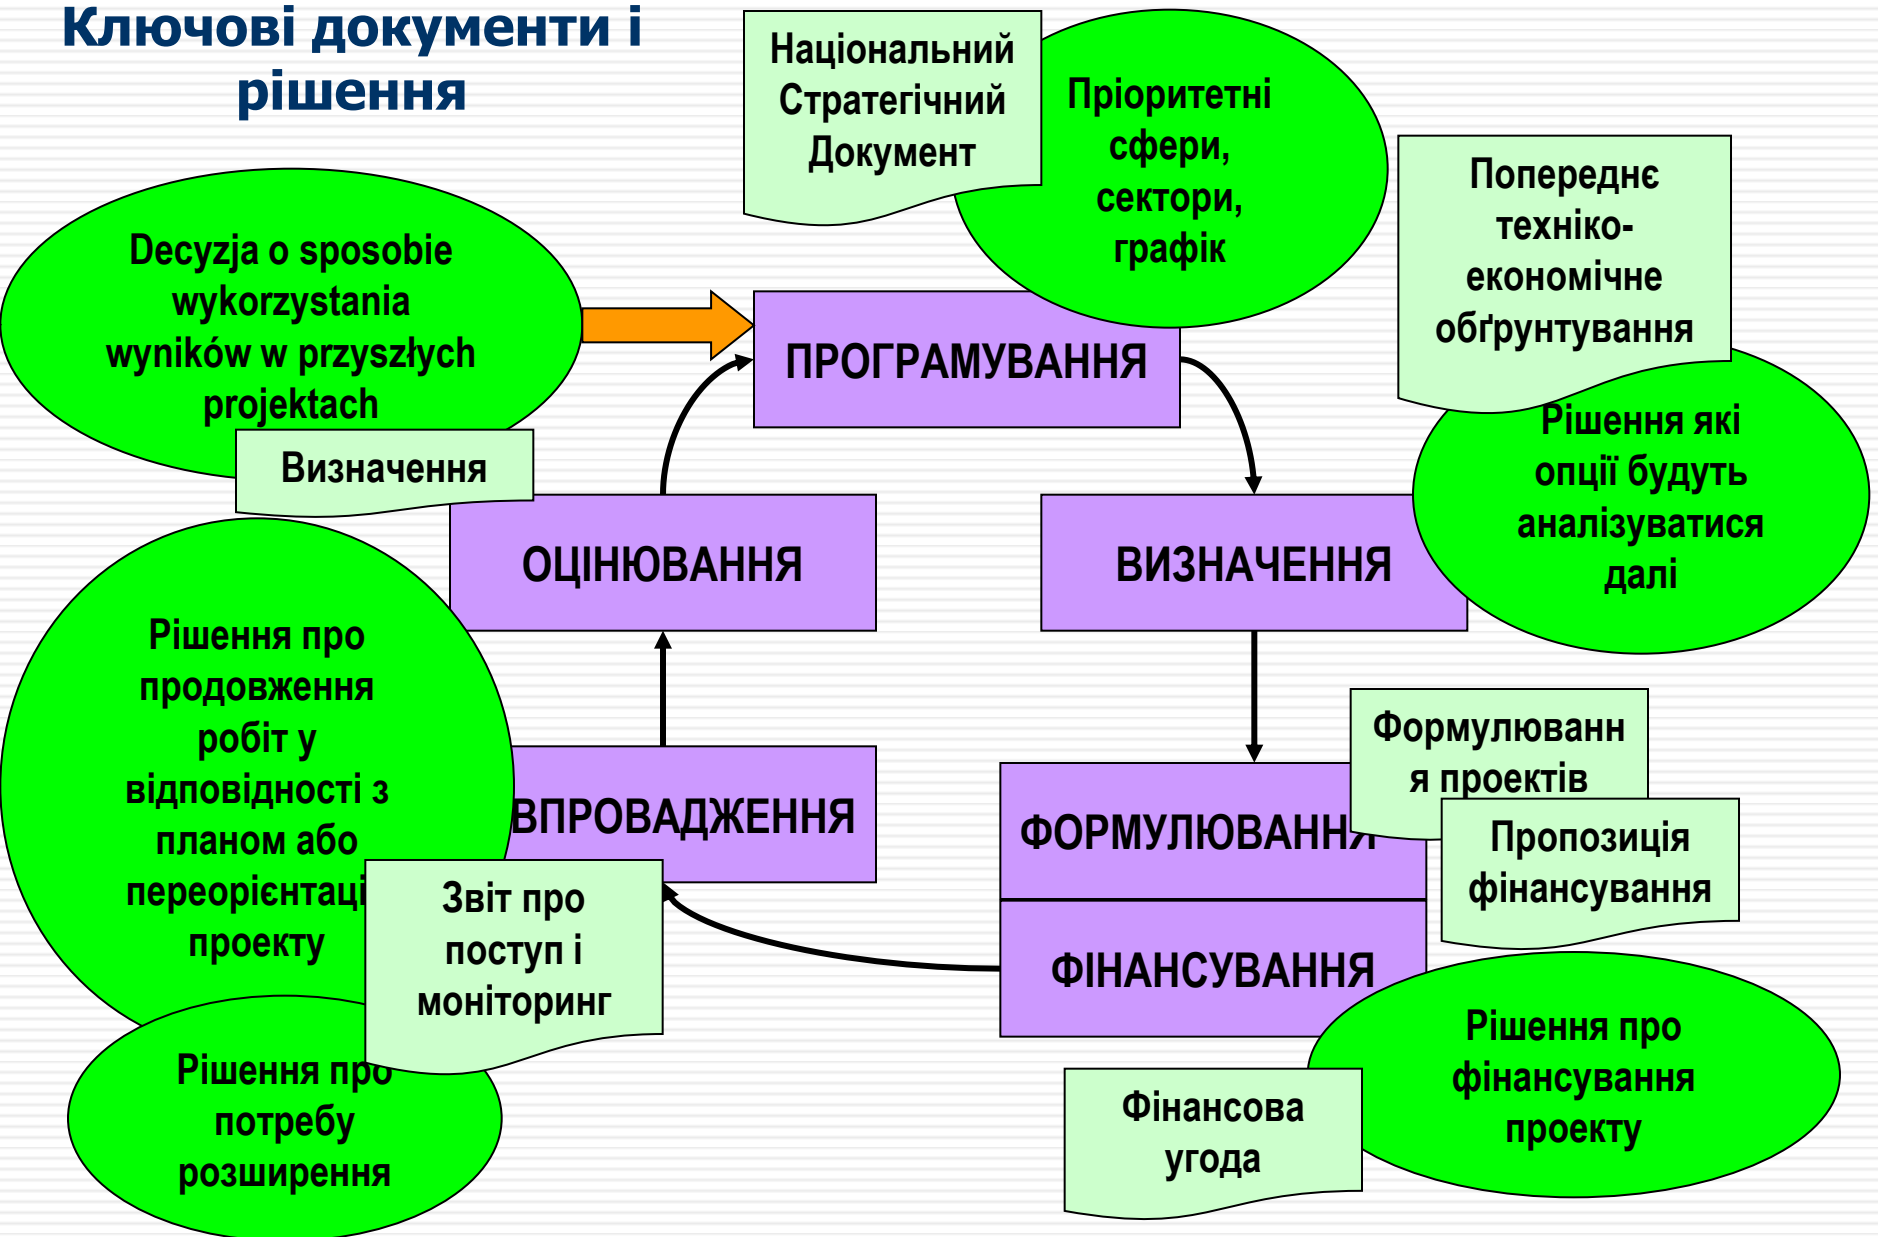 Ключові документи і
рішення
Національний
Стратегічний
Документ
Пріоритетні
сфери,
сектори,
графік
Попереднє
техніко-
економічне
обґрунтування
Рішення які
опції будуть
аналізуватися
далі
Decyzja o sposobie
wykorzystania
wyników w przyszłych
projektach
Визначення
ПРОГРАМУВАННЯ
ОЦІНЮВАННЯ
ВИЗНАЧЕННЯ
Рішення про
продовження
робіт у
відповідності з
планом або
переорієнтаці
проекту
ВПРОВАДЖЕННЯ
Формулюванн
я проектів
ФОРМУЛЮВАННЯ
Пропозиція
фінансування
Звіт про
поступ і
моніторинг
ФІНАНСУВАННЯ
Рішення про
фінансування
проекту
Рішення про
потребу
розширення
Фінансова
угода